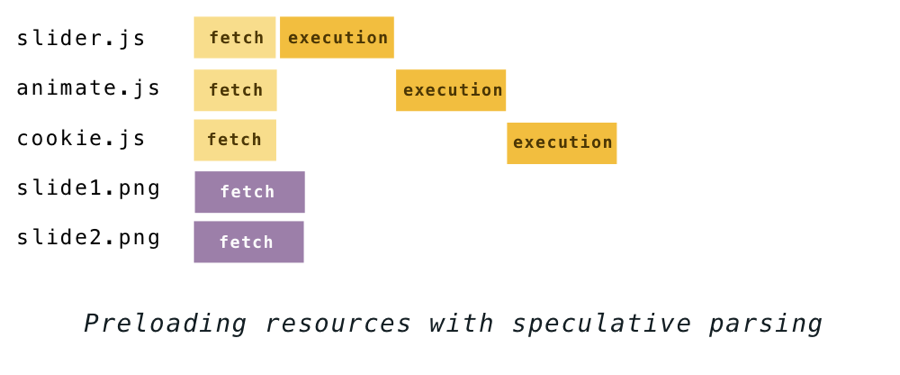 slider.js fetch execution
animate.js fetch execution
cookie.js fetch execution
slide1.png fetch
slide2.png fetch
Preloading resources with speculative parsing